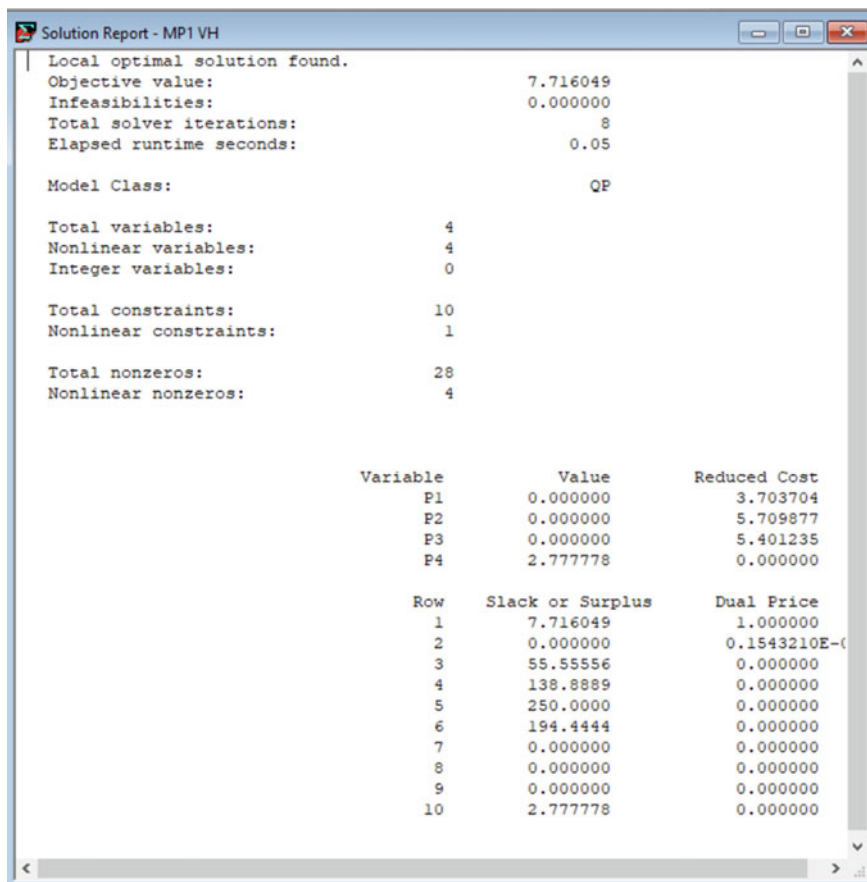 Solution Report - MP1 VH
Local optimal solution found.
Objective value: 7.716049
Infeasibilities: 0.000000
Total solver iterations: 8
Elapsed runtime seconds: 0.05
Model Class: QP
Total variables: 4
Nonlinear variables: 4
Integer variables: 0
Total constraints: 10
Nonlinear constraints: 1
Total nonzeros: 28
Nonlinear nonzeros: 4
Variable Value Reduced Cost
P1 0.000000 3.703704
P2 0.000000 5.709877
P3 0.000000 5.401235
P4 2.777778 0.000000
Row Slack or Surplus Dual Price
1 7.716049 1.000000
2 0.000000 0.1543210E-
3 55.55556 0.000000
4 138.8889 0.000000
5 250.0000 0.000000
6 194.4444 0.000000
7 0.000000 0.000000
8 0.000000 0.000000
9 0.000000 0.000000
10 2.777778 0.000000